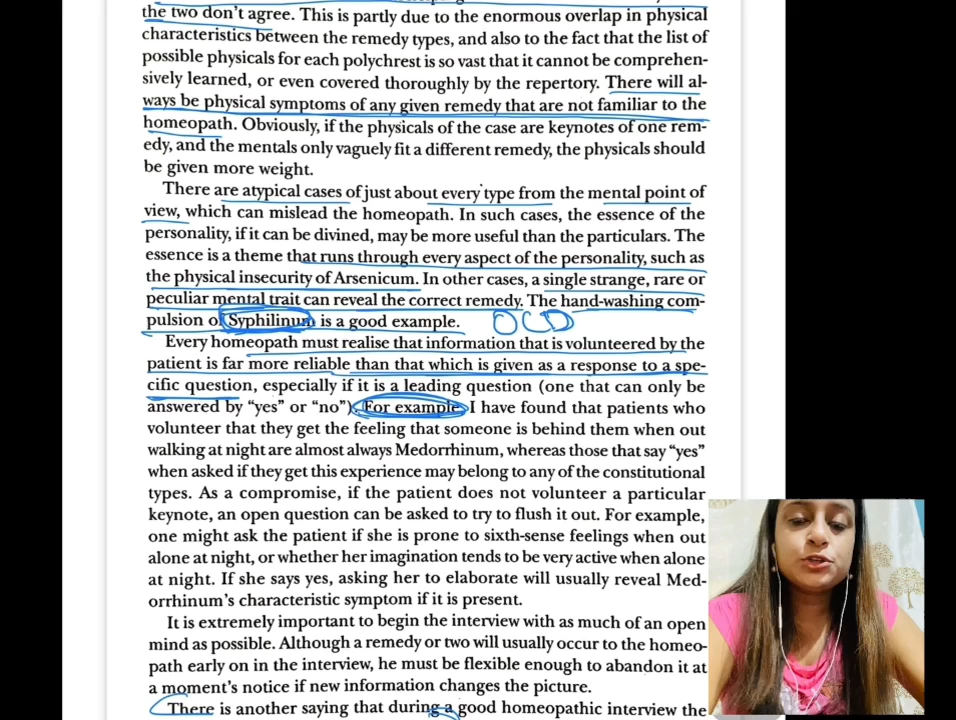 the two don't agree. This is partly due to the enormous overlap in physical
characteristics between the remedy types, and also to the fact that the list of
possible physicals for each polychrest is so vast that it cannot be comprehen-
sively learned, or even covered thoroughly by the repertory. There will al-
ways be physical symptoms of any given remedy that are not familiar to the
homeopath. Obviously, if the physicals of the case are keynotes of one rem-
edy, and the mentals only vaguely fit a different remedy, the physicals should
be given more weight.
There are atypical cases of just about every type from the mental point of
view, which can mislead the homeopath. In such cases, the essence of the
personality, if it can be divined, may be more useful than the particulars. The
essence is a theme that runs through every aspect of the personality, such as
the physical insecurity of Arsenicum. In other cases, a single strange, rare or
peculiar mental trait can reveal the correct remedy. The hand-washing com-
pulsion of Syphilinum is a good example. OCD
Every homeopath must realise that information that is volunteered by the
patient is far more reliable than that which is given as a response to a spe-
cific question, especially if it is a leading question (one that can only be
answered by "yes" or "no"). For example, I have found that patients who
volunteer that they get the feeling that someone is behind them when out
walking at night are almost always Medorrhinum, whereas those that say "yes"
when asked if they get this experience may belong to any of the constitutional
types. As a compromise, if the patient does not volunteer a particular
keynote, an open question can be asked to try to flush it out. For example,
one might ask the patient if she is prone to sixth-sense feelings when out
alone at night, or whether her imagination tends to be very active when alone
at night. If she says yes, asking her to elaborate will usually reveal Med-
orrhinum's characteristic symptom if it is present.
It is extremely important to begin the interview with as much of an open
mind as possible. Although a remedy or two will usually occur to the homeo-
path early on in the interview, he must be flexible enough to abandon it at
a moment's notice if new information changes the picture.
There is another saying that during a good homeopathic interview the